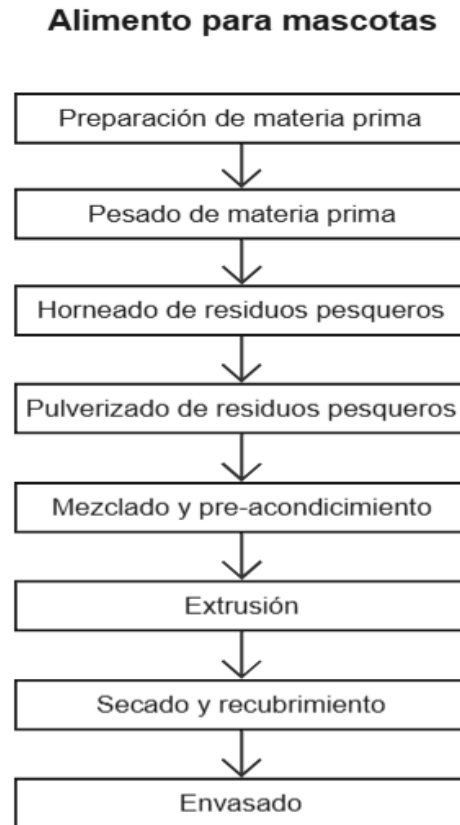 Alimento para mascotas
Preparación de materia prima
Pesado de materia prima
Horneado de residuos pesqueros
Pulverizado de residuos pesqueros
Mezclado y pre-acondicimiento
Extrusión
Secado y recubrimiento
Envasado